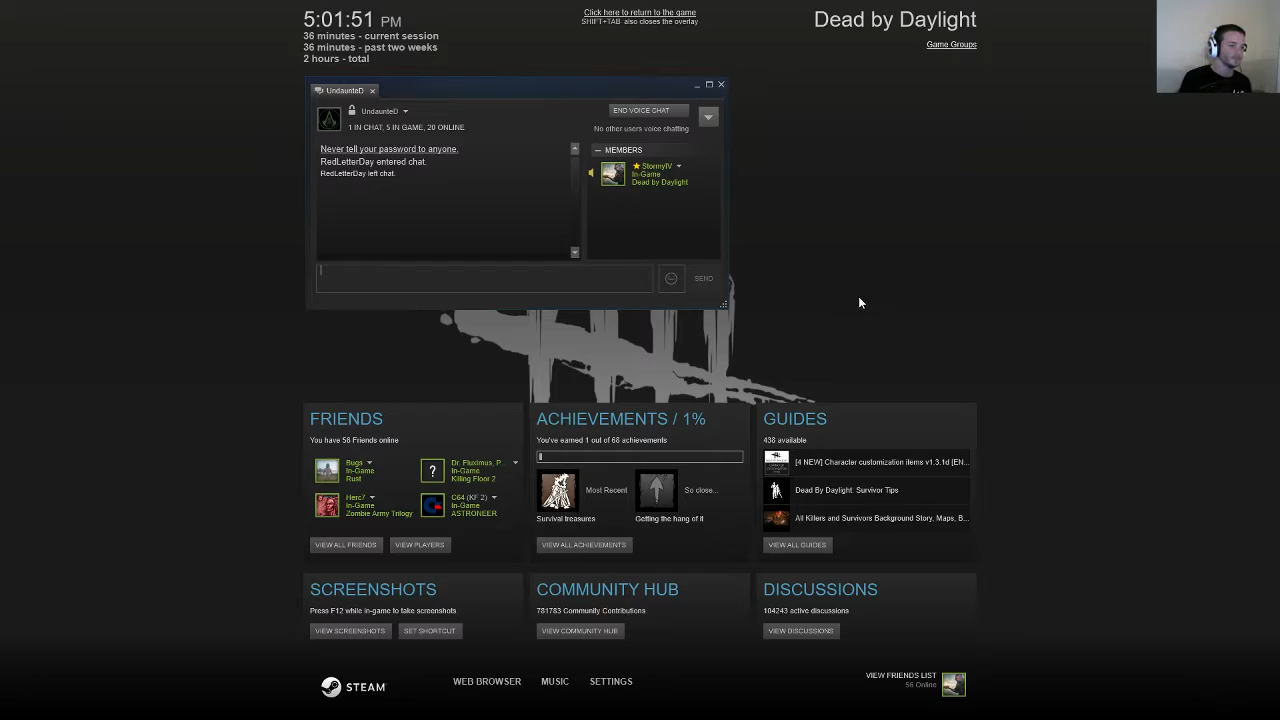 5:01:51 PM
36 minutes - current session
36 minutes - past two weeks
2 hours - total
Click here to return to the game
SHIFT+TAB also closes the overlay
Dead by Daylight
Game Groups
UndaunteD
UndaunteD
1 IN CHAT, 5 IN GAME, 20 ONLINE
END VOICE CHAT
No other users voice chatting
Never tell your password to anyone.
RedLetterDay entered chat.
RedLetterDay left chat.
MEMBERS
StormyIV
In-Game
Dead by Daylight
SEND
FRIENDS
You have 56 Friends online
Bugs
In-Game
Rust
Dr. Fluximus, P...
In-Game
Killing Floor 2
Herc7
In-Game
Zombie Army Trilogy
C64 (KF 2)
In-Game
ASTRONEER
VIEW ALL FRIENDS
VIEW PLAYERS
ACHIEVEMENTS / 1%
You've earned 1 out of 68 achievements
Most Recent
So close...
Survival treasures
Getting the hang of it
VIEW ALL ACHIEVEMENTS
GUIDES
438 available
[4 NEW] Character customization items v1.3.1d [EN...
Dead By Daylight: Survivor Tips
All Killers and Survivors Background Story, Maps, B...
VIEW ALL GUIDES
SCREENSHOTS
Press F12 while in-game to take screenshots
VIEW SCREENSHOTS
SET SHORTCUT
COMMUNITY HUB
781783 Community Contributions
VIEW COMMUNITY HUB
DISCUSSIONS
104243 active discussions
VIEW DISCUSSIONS
STEAM
WEB BROWSER
MUSIC
SETTINGS
VIEW FRIENDS LIST
56 Online